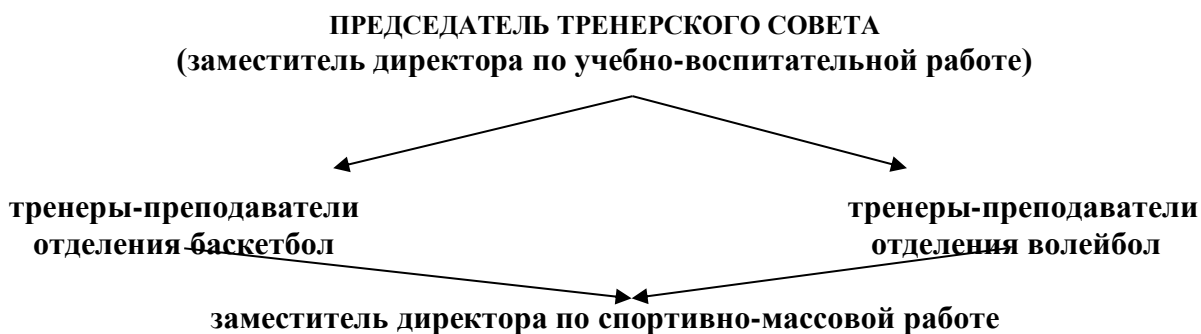 ПРЕДСЕДАТЕЛЬ ТРЕНЕРСКОГО СОВЕТА
(заместитель директора по учебно-воспитательной работе)
тренеры-преподаватели
отделения баскетбол
тренеры-преподаватели
отделения волейбол
заместитель директора по спортивно-массовой работе